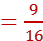 = 9/16